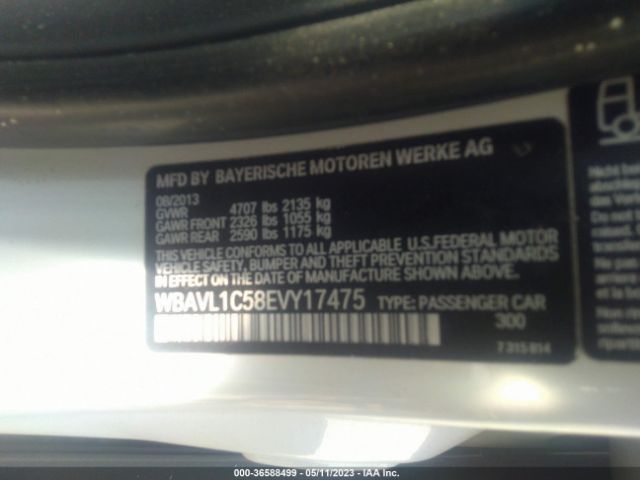 MFD BY BAYERISCHE MOTOREN WERKE AG
08/2013
GVWR 4707 lbs 2135 kg
GAWR FRONT 2326 lbs 1055 kg
GAWR REAR 2590 lbs 1175 kg
THIS VEHICLE CONFORMS TO ALL APPLICABLE U.S.FEDERAL MOTOR
VEHICLE SAFETY, BUMPER AND THEFT PREVENTION STANDARDS
IN EFFECT ON THE DATE OF MANUFACTURE SHOWN ABOVE.
WBAVL1C58EVY17475 TYPE: PASSENGER CAR
300
7 315 814
Nicht
000-36588499 - 05/11/2023 - IAA Inc.